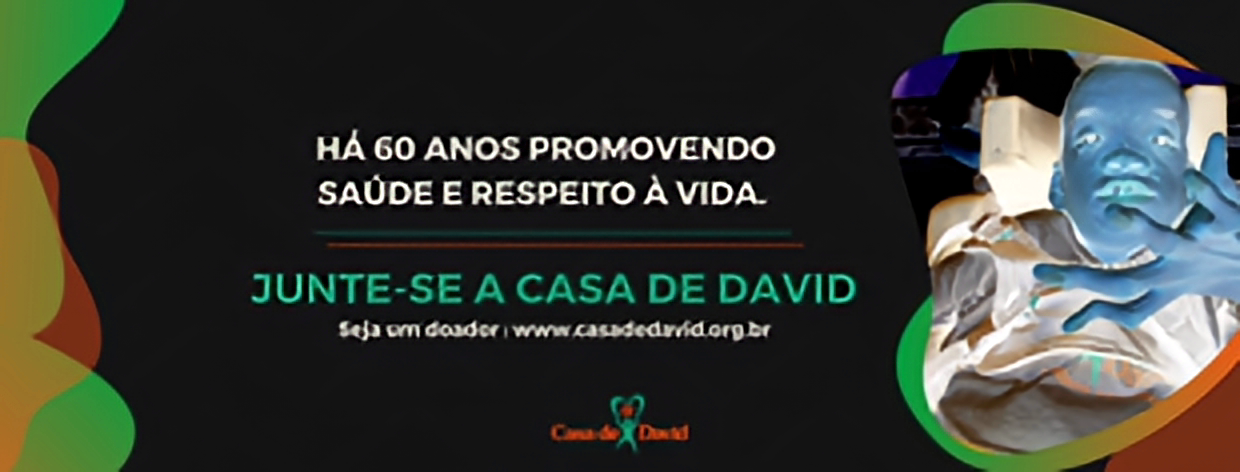 HÁ 60 ANOS PROMOVENDO
SAÚDE E RESPEITO À VIDA.
JUNTE-SE A CASA DE DAVID
Seja um doador | www.casadedavid.org.br
Casa de David